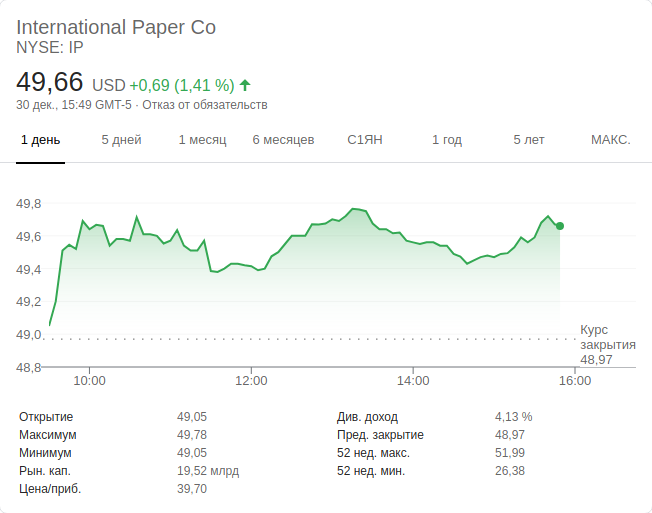 International Paper Co
NYSE: IP
49,66 USD +0,69 (1,41 %)
30 дек., 15:49 GMT-5 · Отказ от обязательств
1 день 5 дней 1 месяц 6 месяцев С1ЯН 1 год 5 лет МАКС.
49,8
49,6
49,4
49,2
49,0
48,8
Курс
закрытия
48,97
10:00 12:00 14:00 16:00
Открытие 49,05 Див. доход 4,13 %
Максимум 49,78 Пред. закрытие 48,97
Минимум 49,05 52 нед. макс. 51,99
Рын. кап. 19,52 млрд 52 нед. мин. 26,38
Цена/приб. 39,70